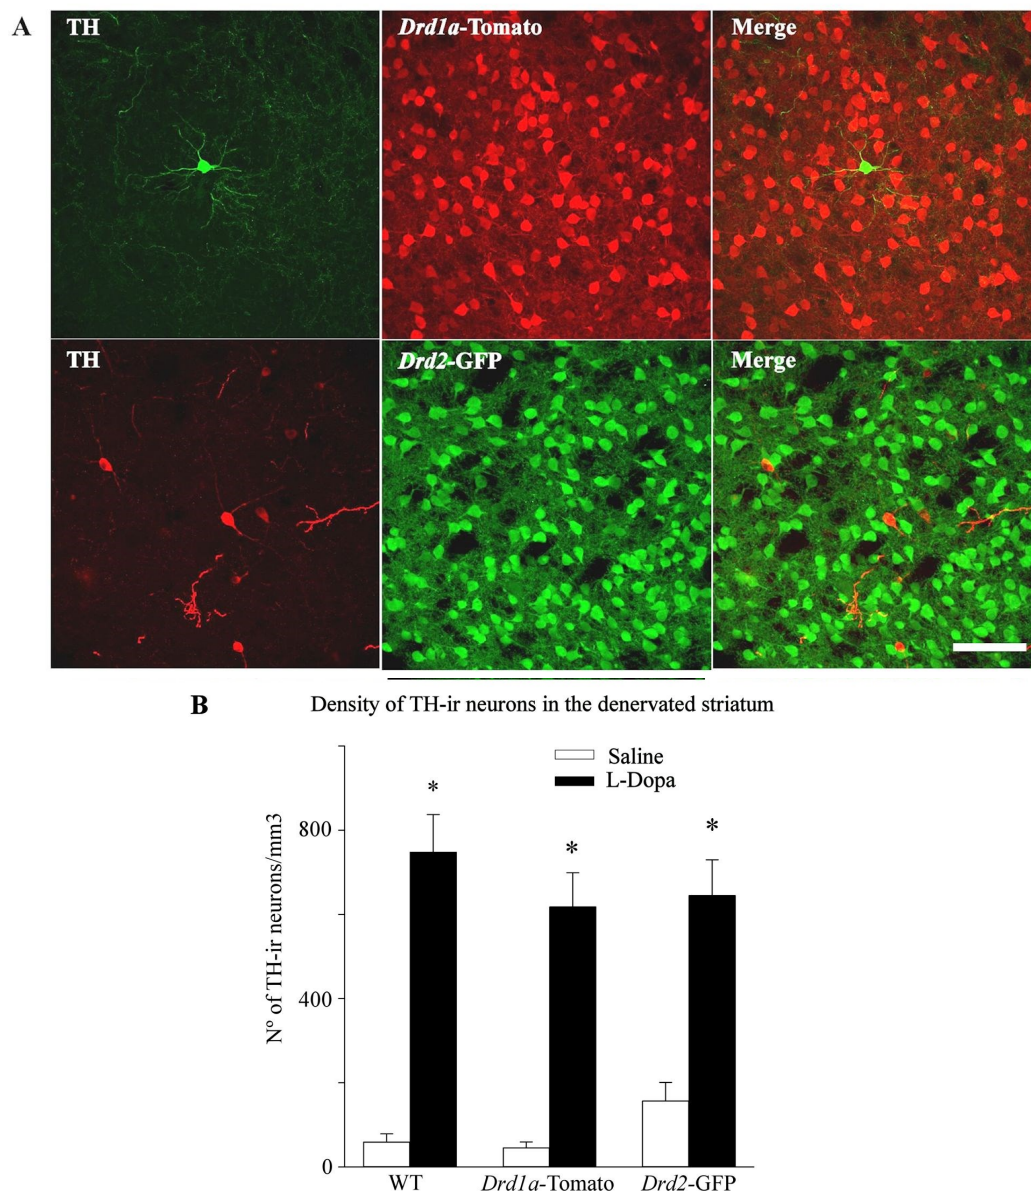 A
TH
Drd1a-Tomato
Merge
TH
Drd2-GFP
Merge
B
Density of TH-ir neurons in the denervated striatum
Saline
L-Dopa
Nº of TH-ir neurons/mm3
800
400
0
*
*
*
WT
Drd1a-Tomato
Drd2-GFP